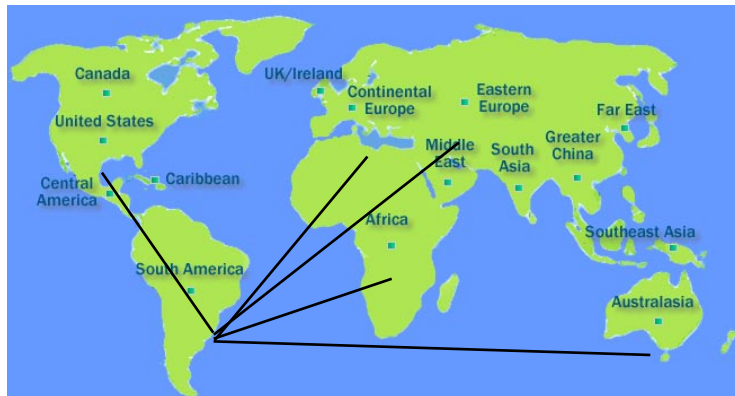 Canada
United States
Central
America
Caribbean
South America
UK/Ireland
Continental
Europe
Eastern
Europe
Far East
Middle
East
South
Asia
Greater
China
Africa
Southeast Asia
Australasia